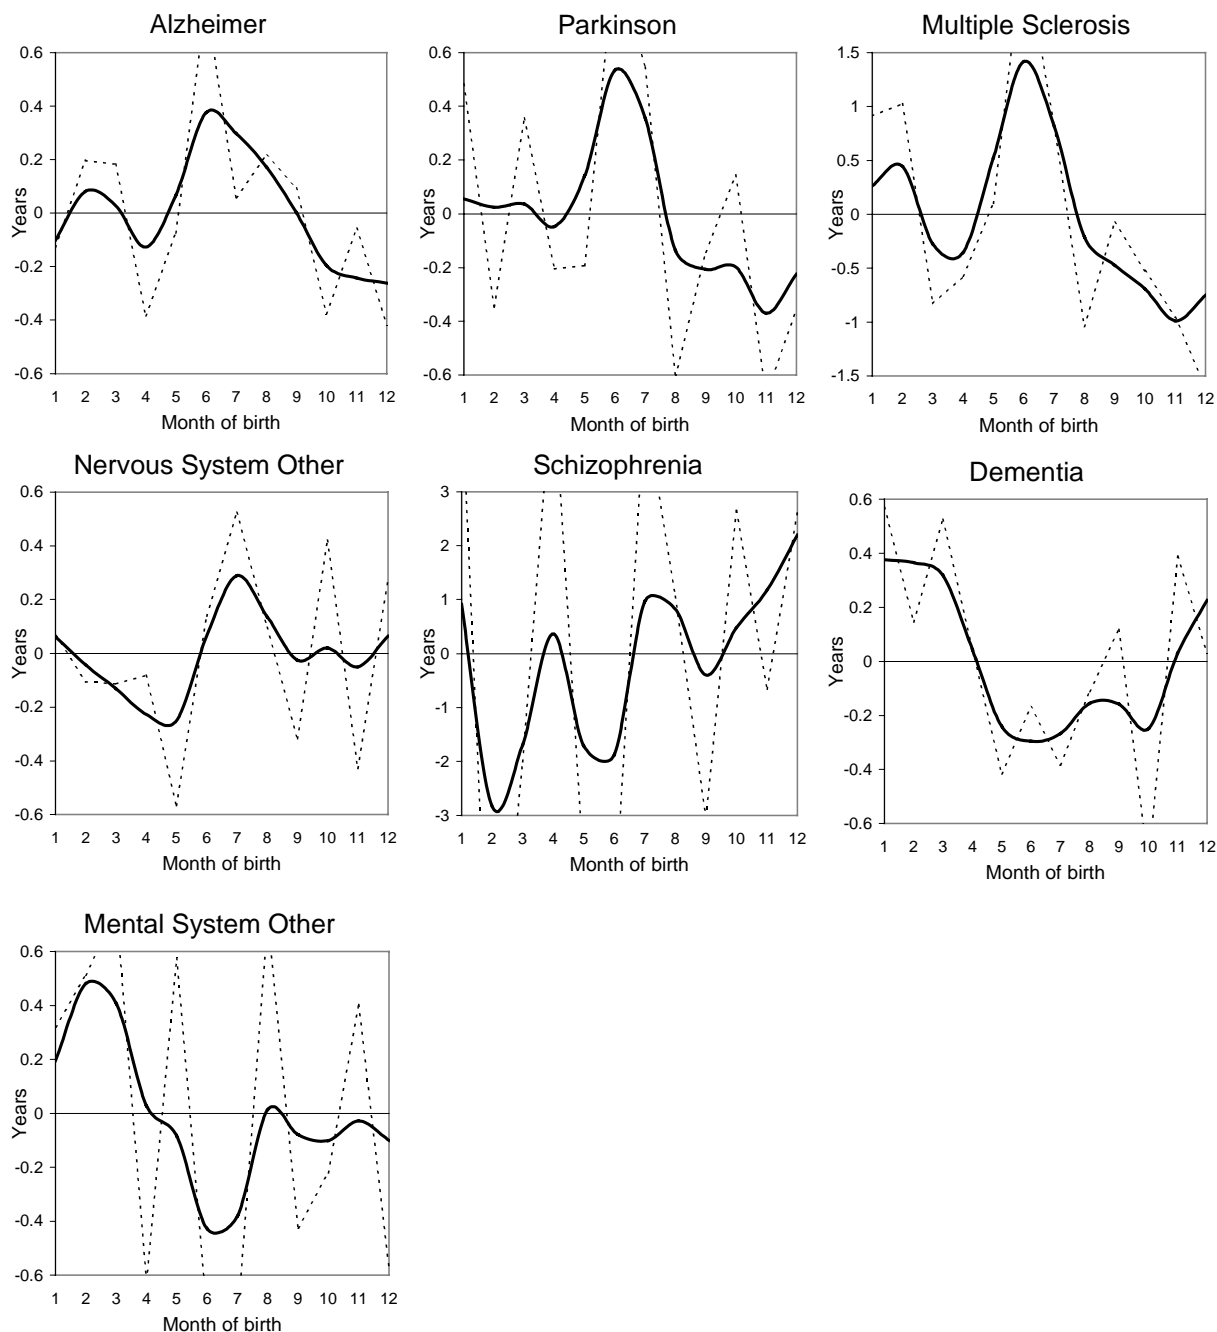 Alzheimer
0.6
0.4
0.2
0
-0.2
-0.4
-0.6
Years
1 2 3 4 5 6 7 8 9 10 11 12
Month of birth
Parkinson
0.6
0.4
0.2
0
-0.2
-0.4
-0.6
Years
1 2 3 4 5 6 7 8 9 10 11 12
Month of birth
Multiple Sclerosis
1.5
1
0.5
0
-0.5
-1
-1.5
Years
1 2 3 4 5 6 7 8 9 10 11 12
Month of birth
Nervous System Other
0.6
0.4
0.2
0
-0.2
-0.4
-0.6
Years
1 2 3 4 5 6 7 8 9 10 11 12
Month of birth
Schizophrenia
3
2
1
0
-1
-2
-3
Years
1 2 3 4 5 6 7 8 9 10 11 12
Month of birth
Dementia
0.6
0.4
0.2
0
-0.2
-0.4
-0.6
Years
1 2 3 4 5 6 7 8 9 10 11 12
Month of birth
Mental System Other
0.6
0.4
0.2
0
-0.2
-0.4
-0.6
Years
1 2 3 4 5 6 7 8 9 10 11 12
Month of birth